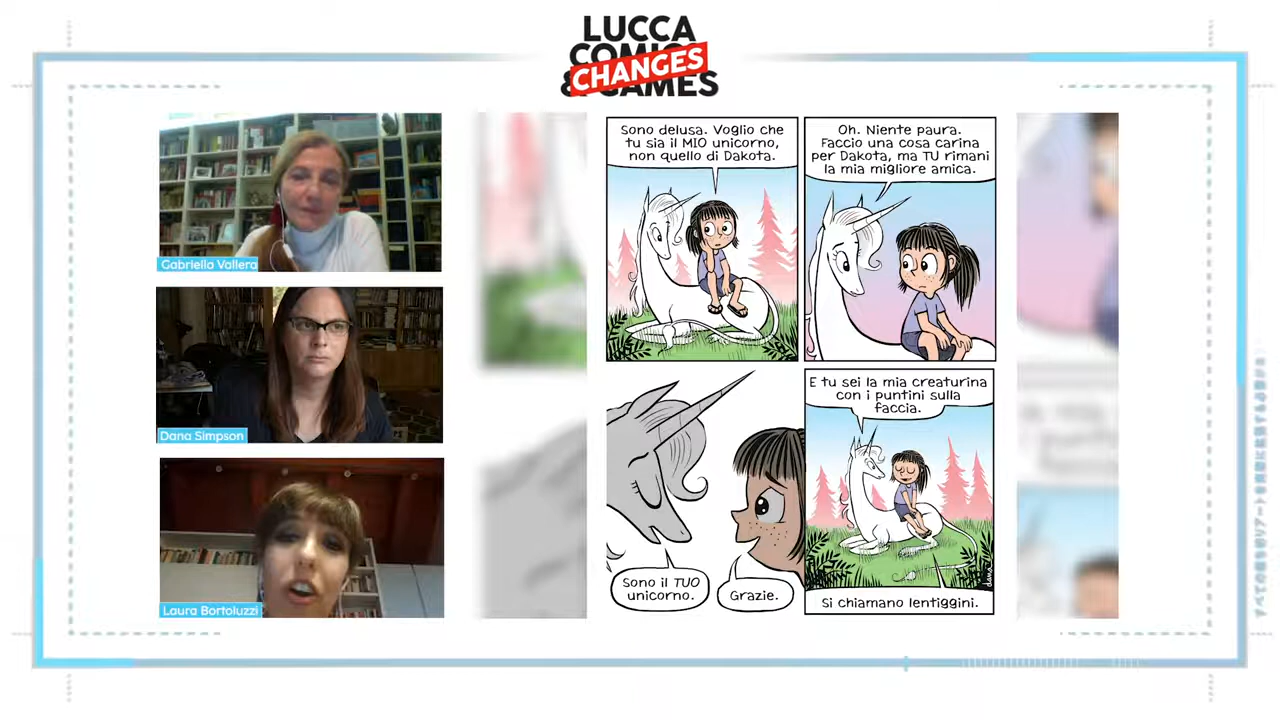 LUCCA
COMICS
CHANGES
& GAMES
Gabriella Vallera
Dana Simpson
Laura Bortoluzzi
Sono delusa. Voglio che
tu sia il MIO unicorno,
non quello di Dakota.
Oh. Niente paura.
Faccio una cosa carina
per Dakota, ma TU rimani
la mia migliore amica.
Sono il TUO
unicorno.
Grazie.
E tu sei la mia creaturina
con i puntini sulla
faccia.
Si chiamano lentiggini.
dana